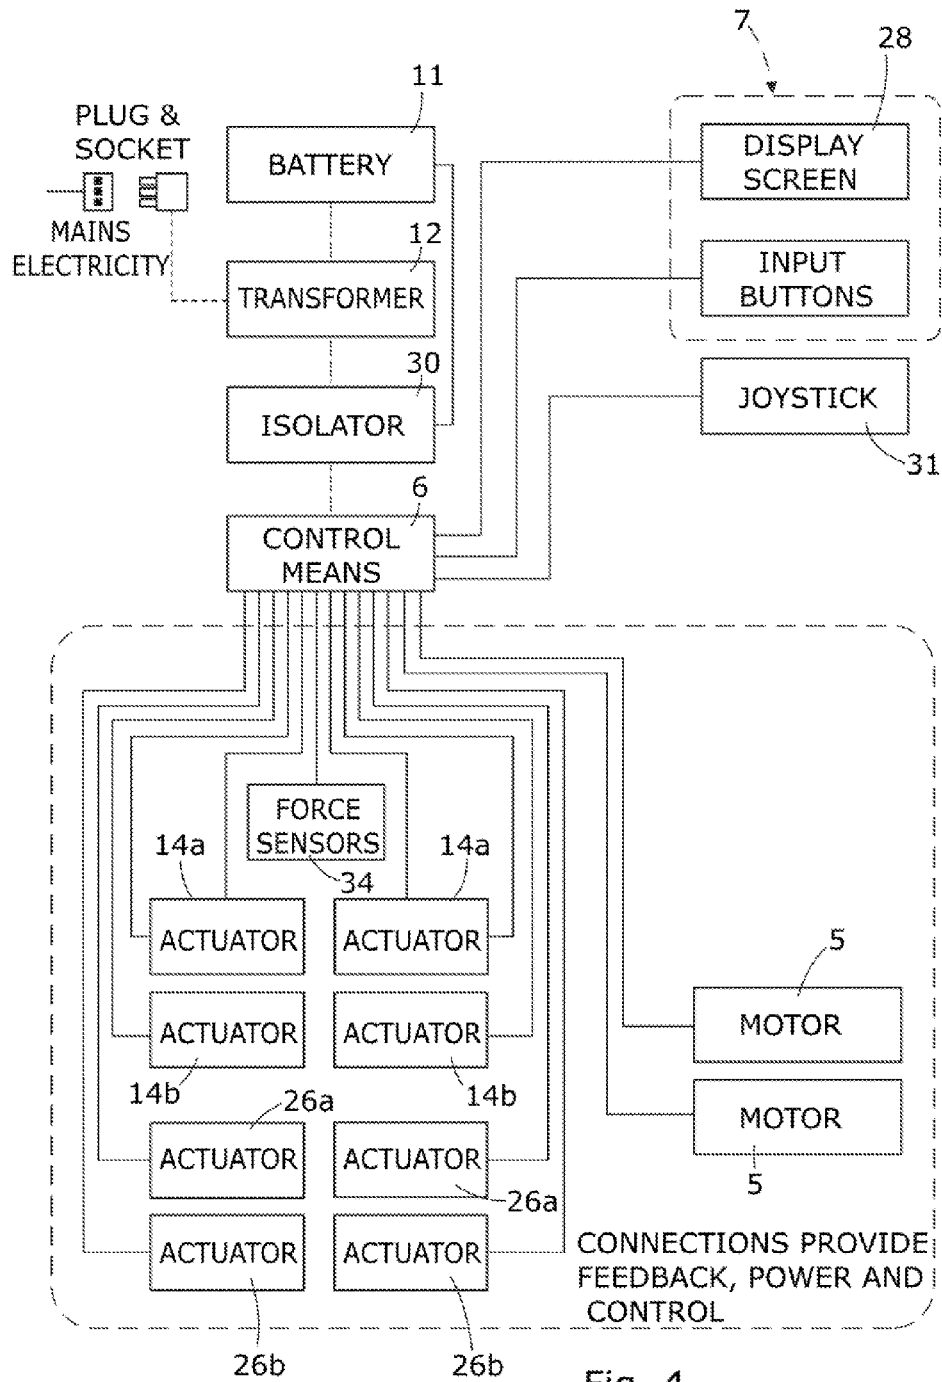 7
28
11
PLUG &
SOCKET
BATTERY
DISPLAY
SCREEN
MAINS
ELECTRICITY
12
TRANSFORMER
INPUT
BUTTONS
30
ISOLATOR
JOYSTICK
31
6
CONTROL
MEANS
FORCE
SENSORS
34
14a
14a
ACTUATOR
ACTUATOR
5
MOTOR
ACTUATOR
ACTUATOR
14b
14b
MOTOR
5
26a
ACTUATOR
ACTUATOR
26a
ACTUATOR
ACTUATOR
26b
26b
CONNECTIONS PROVIDE
FEEDBACK, POWER AND
CONTROL
Fig. 4